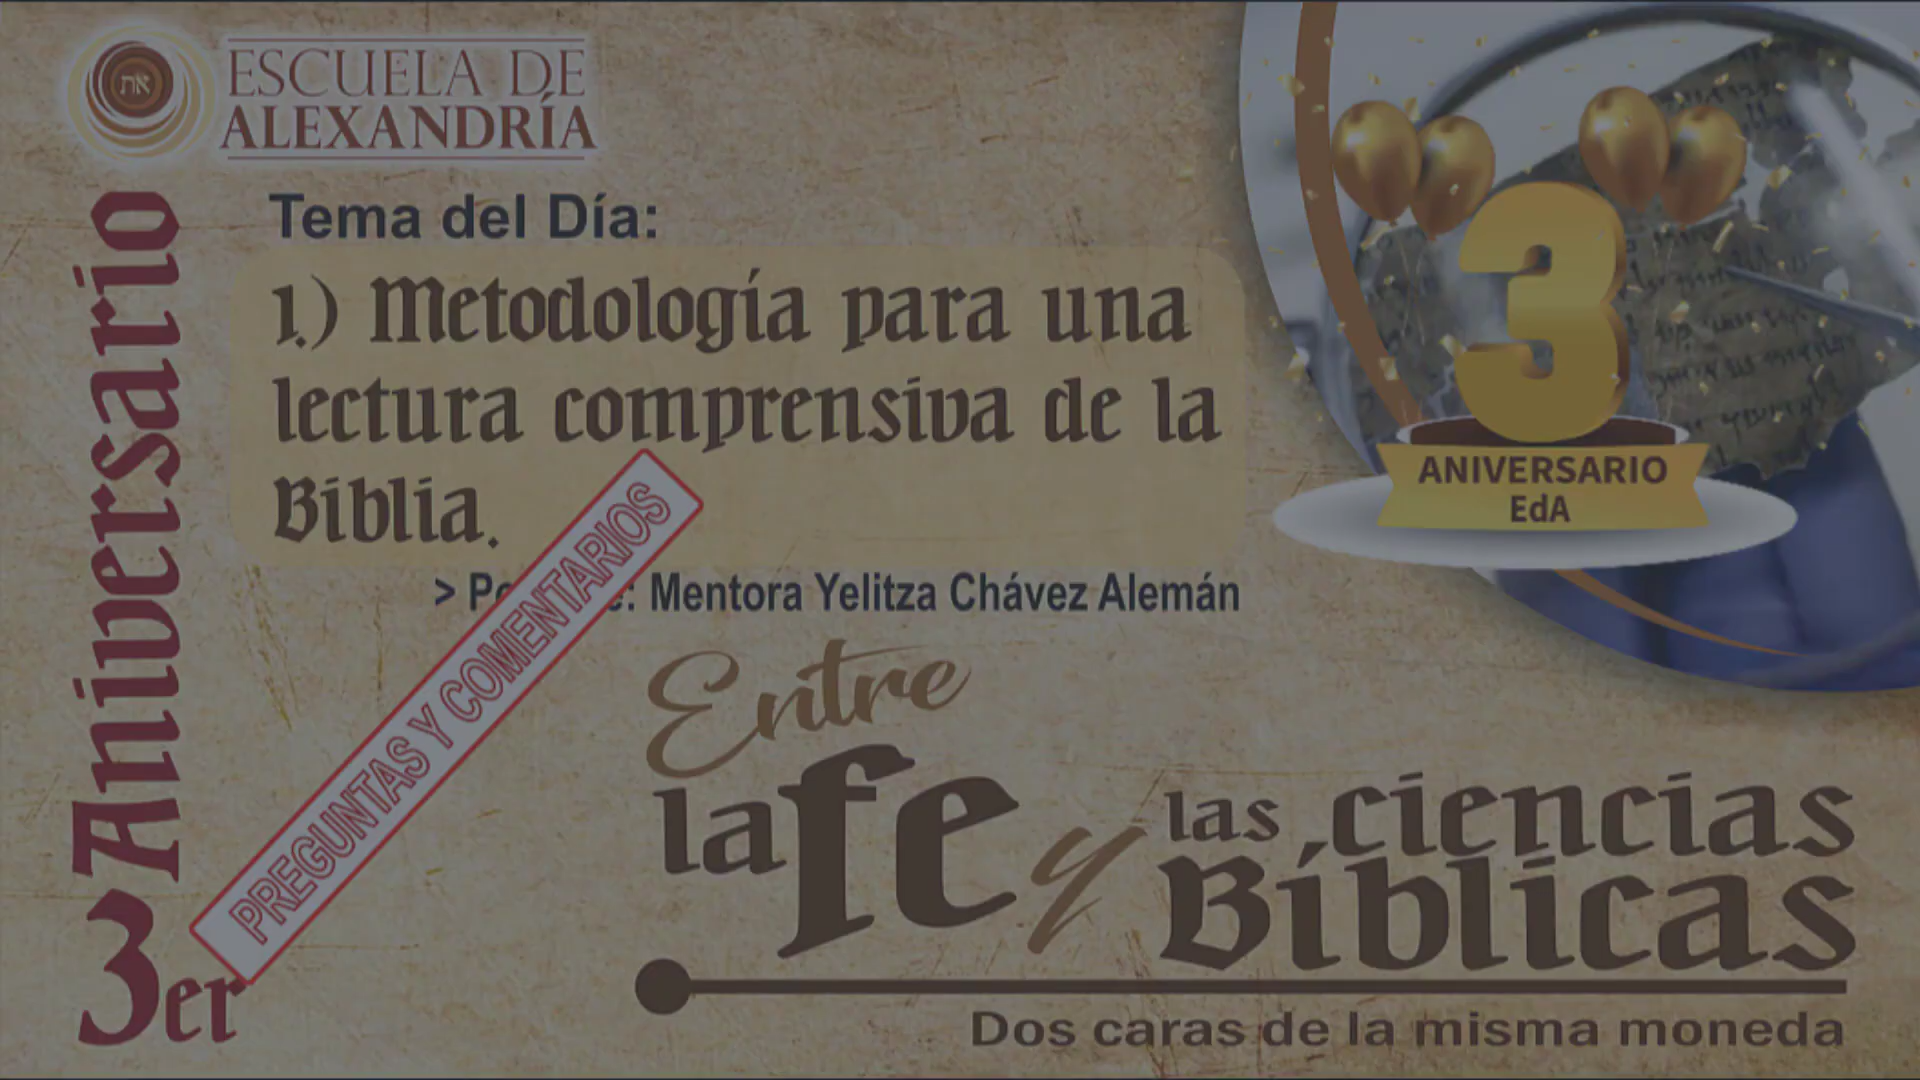 את
ESCUELA DE
ALEXANDRÍA
3er Aniversario
Tema del Día:
1.) Metodología para una
lectura comprensiva de la
Biblia.
> Mentora Yelitza Chávez Alemán
PREGUNTAS Y COMENTARIOS
3
ANIVERSARIO
EdA
Entre
la fe y las ciencias
Bíblicas
Dos caras de la misma moneda